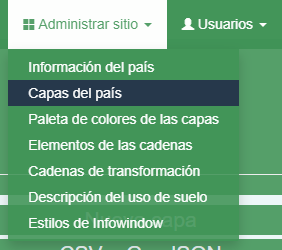 Administrar sitio
Usuarios
Información del país
Capas del país
Paleta de colores de las capas
Elementos de las cadenas
Cadenas de transformación
Descripción del uso de suelo
Estilos de Infowindow